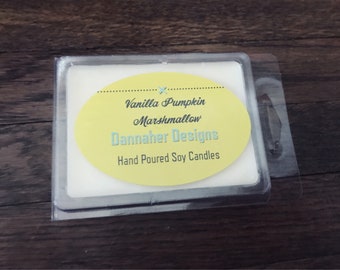 Vanilla Pumpkin
Marshmallow
Dannaher Designs
Hand Poured Soy Candles